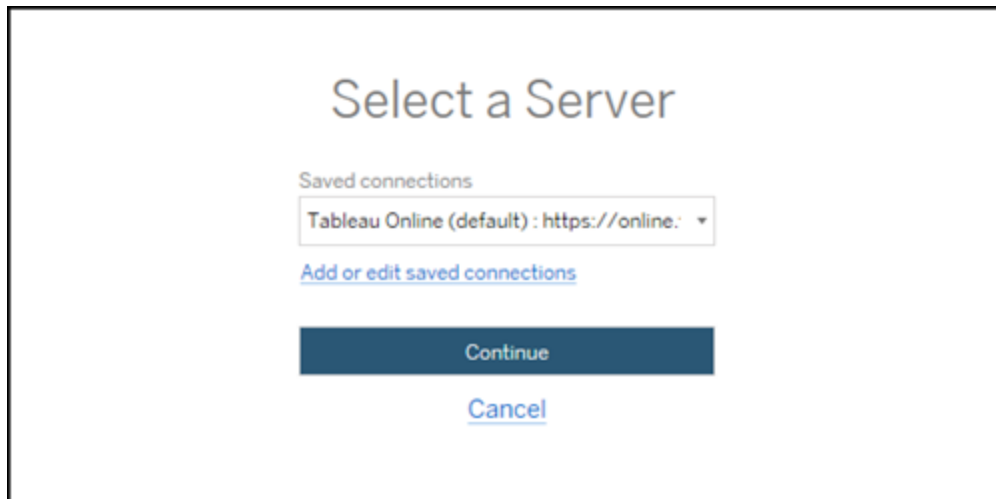 Select a Server
Saved connections
Tableau Online (default) : https://online.
Add or edit saved connections
Continue
Cancel